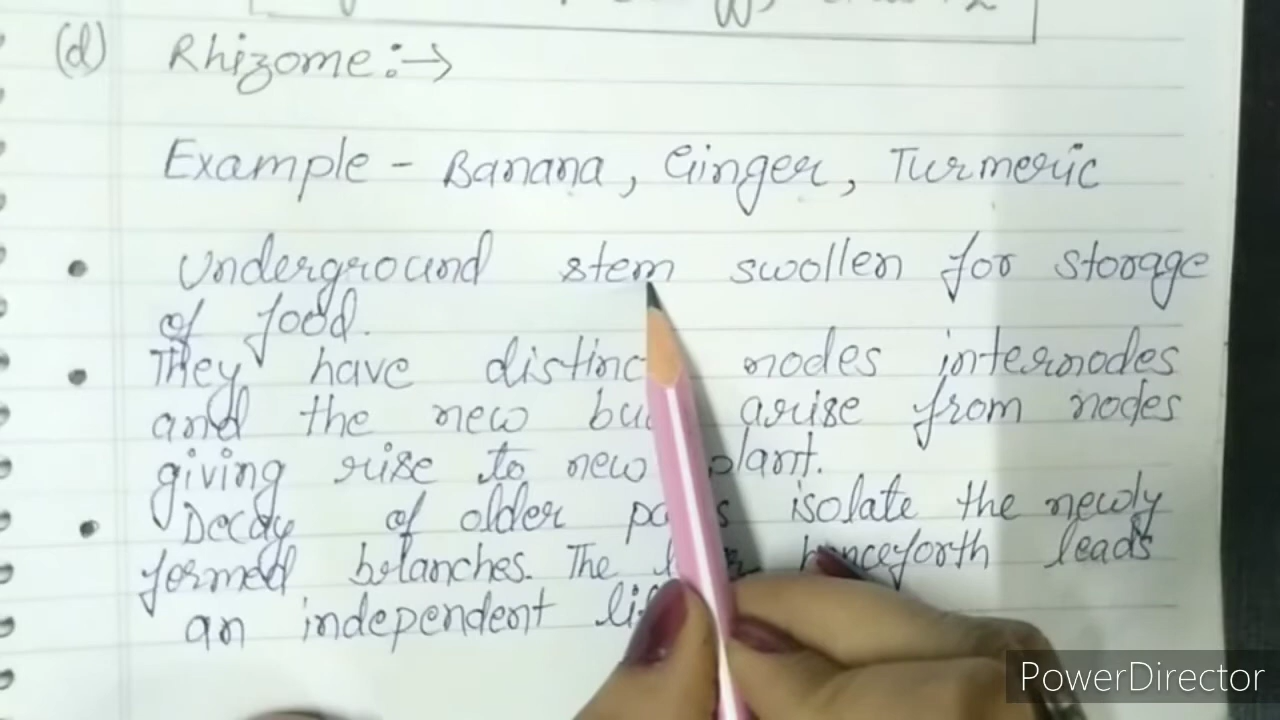 (d) Rhizome:→
Example - Banana, Ginger, Turmeric
• Underground stem swollen for storage
of food.
• They have distinc nodes internodes
and the new bu arise from nodes
giving rise to new plant.
• Decay of older pa s isolate the newly
formed branches. The henceforth leads
an independent li
PowerDirector